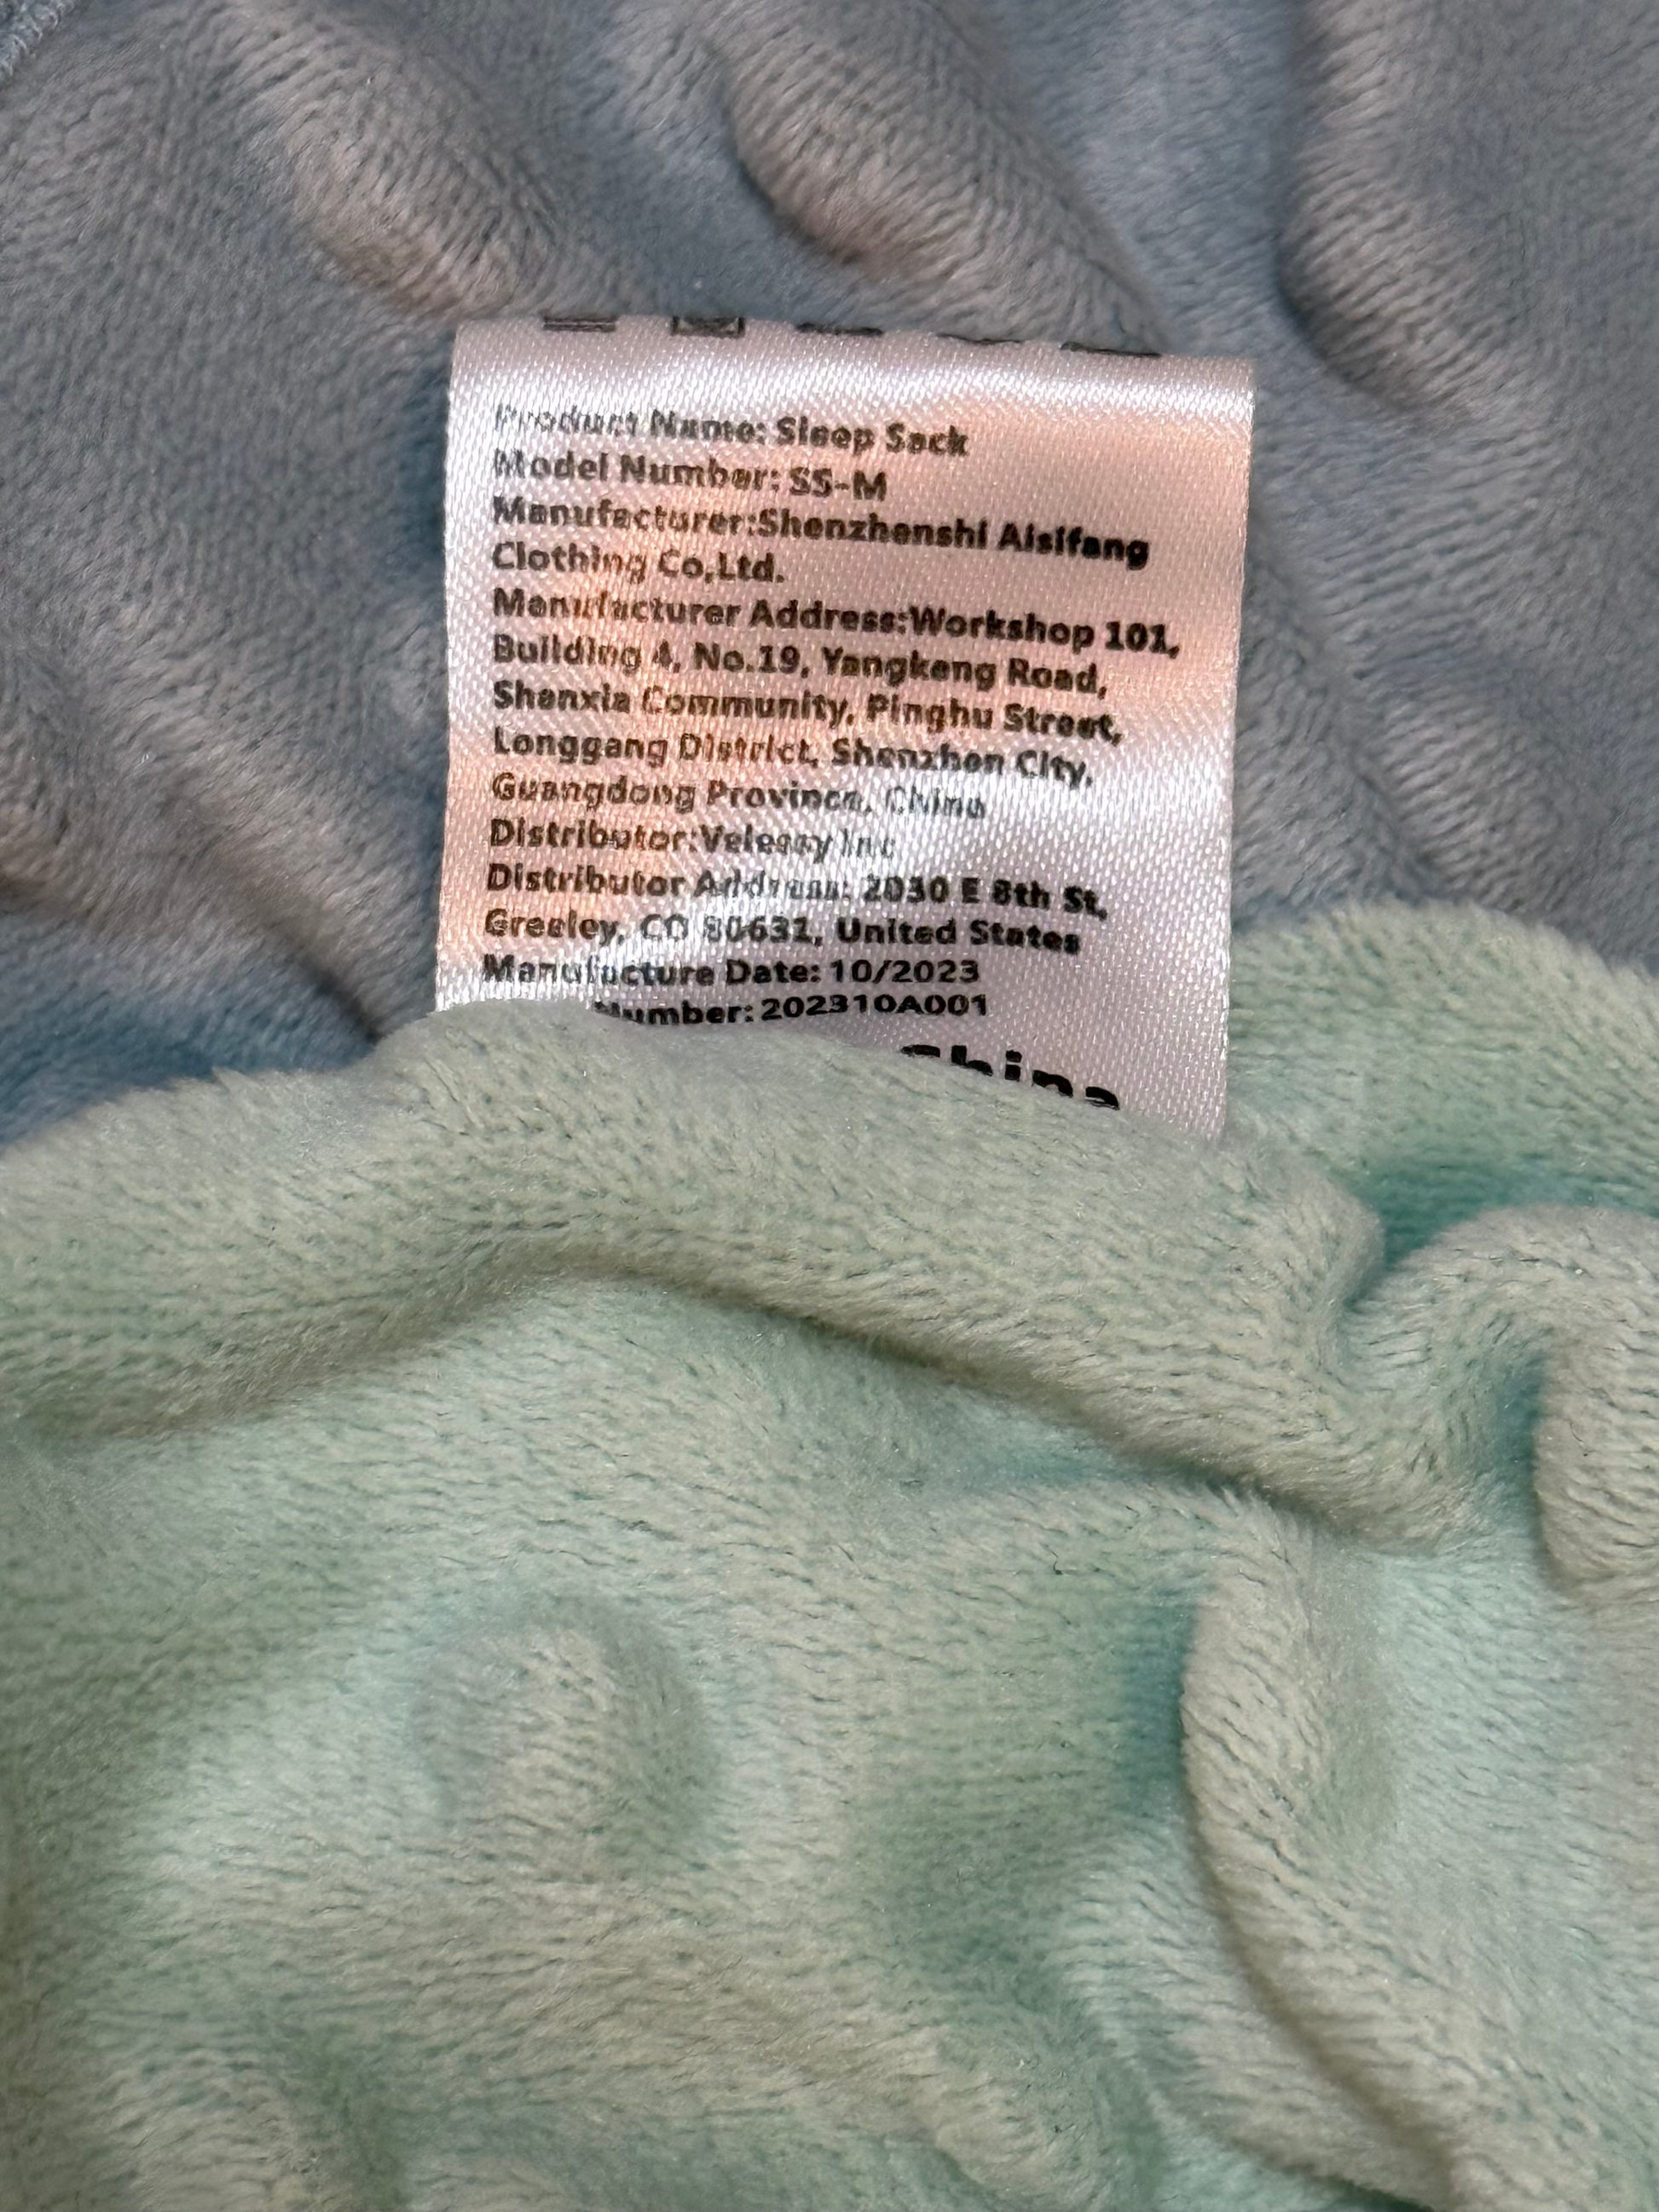 Product Name: Sleep Sack
Model Number: SS-M
Manufacturer:Shenzhenshi Aisifang
Clothing Co,Ltd.
Manufacturer Address:Workshop 101,
Building 4, No.19, Yangkeng Road,
Shanxia Community, Pinghu Street,
Longgang District, Shenzhen City,
Guangdong Province, China
Distributor:Velessy Inc
Distributor Address: 2030 E 8th St,
Greeley, CO 80631, United States
Manufacture Date: 10/2023
Number: 202310A001
China